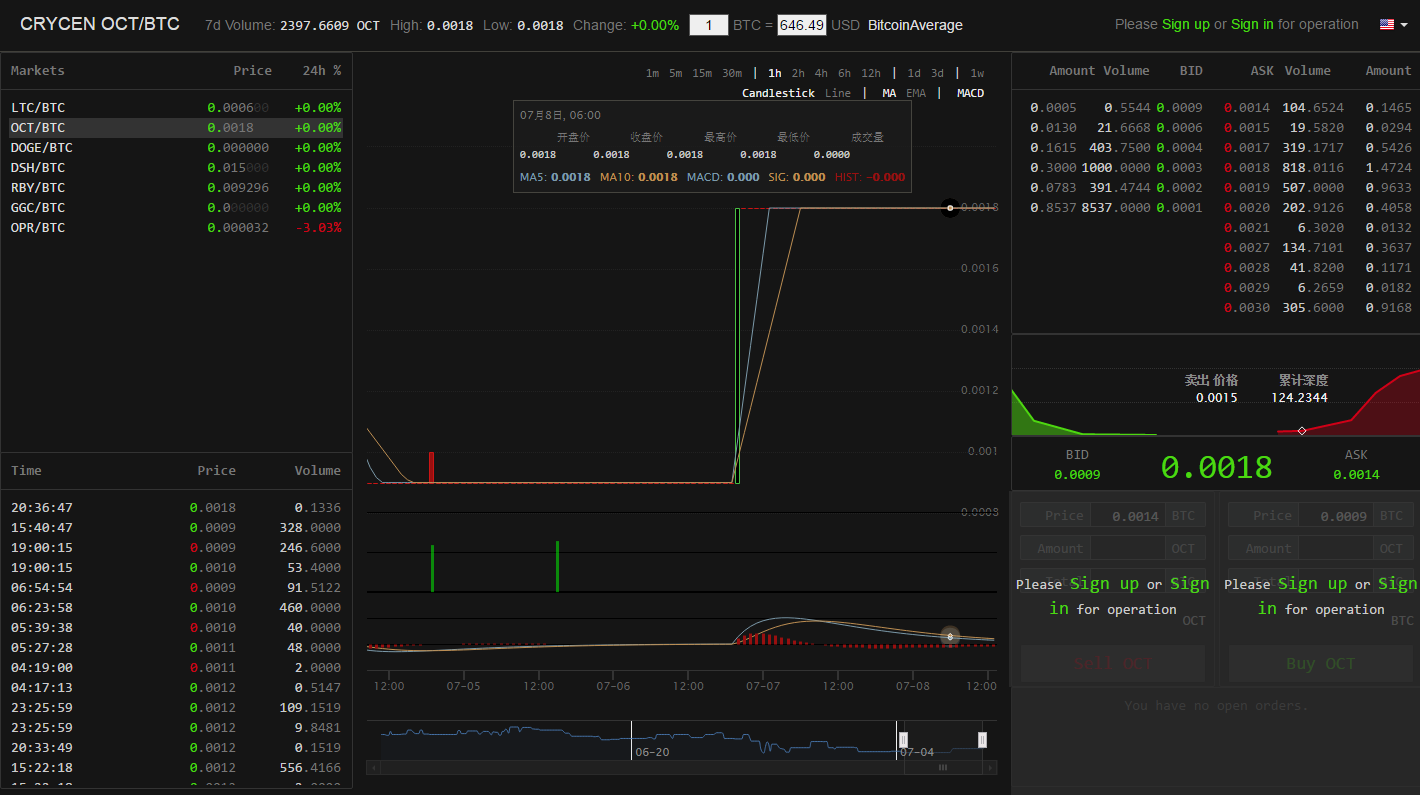 CRYCEN OCT/BTC 7d Volume: 2397.6609 OCT High: 0.0018 Low: 0.0018 Change: +0.00% 1 BTC = 646.49 USD BitcoinAverage Please Sign up or Sign in for operation
Markets Price 24h %
LTC/BTC 0.000600 +0.00%
OCT/BTC 0.0018 +0.00%
DOGE/BTC 0.000000 +0.00%
DSH/BTC 0.015000 +0.00%
RBY/BTC 0.009296 +0.00%
GGC/BTC 0.000000 +0.00%
OPR/BTC 0.000032 -3.03%
Time Price Volume
20:36:47 0.0018 0.1336
15:40:47 0.0009 328.0000
19:00:15 0.0009 246.6000
19:00:15 0.0010 53.4000
06:54:54 0.0009 91.5122
06:23:58 0.0010 460.0000
05:39:38 0.0010 40.0000
05:27:28 0.0011 48.0000
04:19:00 0.0011 2.0000
04:17:13 0.0012 0.5147
23:25:59 0.0012 109.1519
23:25:59 0.0012 9.8481
20:33:49 0.0012 0.1519
15:22:18 0.0012 556.4166
1m 5m 15m 30m | 1h 2h 4h 6h 12h | 1d 3d | 1w
Candlestick Line | MA EMA | MACD
07月8日, 06:00
开盘价 收盘价 最高价 最低价 成交量
0.0018 0.0018 0.0018 0.0018 0.0000
MA5: 0.0018 MA10: 0.0018 MACD: 0.000 SIG: 0.000 HIST: -0.000
0.0018
0.0016
0.0014
0.0012
0.001
0.0008
12:00 07-05 12:00 07-06 12:00 07-07 12:00 07-08 12:00
06-20 07-04
Amount Volume BID ASK Volume Amount
0.0005 0.5544 0.0009 0.0014 104.6524 0.1465
0.0130 21.6668 0.0006 0.0015 19.5820 0.0294
0.1615 403.7500 0.0004 0.0017 319.1717 0.5426
0.3000 1000.0000 0.0003 0.0018 818.0116 1.4724
0.0783 391.4744 0.0002 0.0019 507.0000 0.9633
0.8537 8537.0000 0.0001 0.0020 202.9126 0.4058
0.0021 6.3020 0.0132
0.0027 134.7101 0.3637
0.0028 41.8200 0.1171
0.0029 6.2659 0.0182
0.0030 305.6000 0.9168
卖出 价格 累计深度
0.0015 124.2344
BID 0.0018 ASK
0.0009 0.0014
Price 0.0014 BTC Price 0.0009 BTC
Amount OCT Amount OCT
Please Sign up or Sign Please Sign up or Sign
in for operation in for operation
OCT BTC
Sell OCT Buy OCT
You have no open orders.